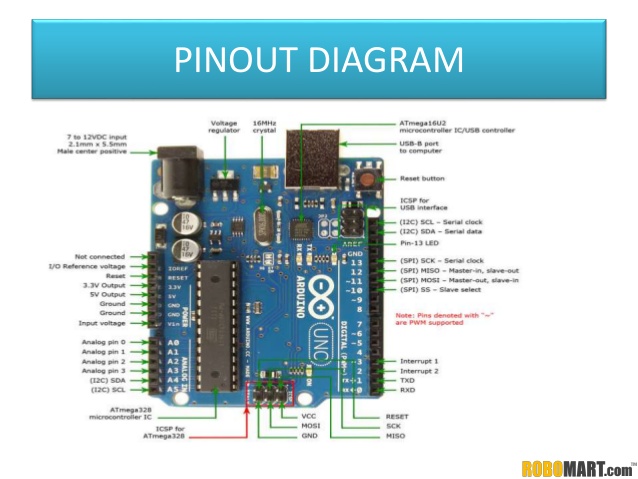 PINOUT DIAGRAM
Voltage
regulator
16MHz
crystal
ATmega16U2
microcontroller IC/USB controller
7 to 12VDC input
2.1mm x 5.5mm
Male center positive
USB-B port
to computer
Reset button
ICSP for
USB interface
(I2C) SCL – Serial clock
(I2C) SDA – Serial data
Pin-13 LED
Not connected
I/O Reference voltage
Reset
3.3V Output
5V Output
Ground
Ground
Input voltage
(SPI) SCK – Serial clock
(SPI) MISO – Master-in, slave-out
(SPI) MOSI – Master-out, slave-in
(SPI) SS – Slave select
Note: Pins denoted with "~"
are PWM supported
Analog pin 0
Analog pin 1
Analog pin 2
Analog pin 3
(I2C) SDA
(I2C) SCL
Interrupt 1
Interrupt 2
TXD
RXD
ATmega328
microcontroller IC
ICSP for
ATmega328
VCC
MOSI
GND
RESET
SCK
MISO
AREF
GND
13
12
~11
~10
~9
8
7
~6
~5
4
~3
2
IOREF
RESET
3.3V
5V
GND
GND
Vin
POWER
A0
A1
A2
A3
A4
A5
ANALOG IN
ARDUINO
UNO
DIGITAL (PWM~)
ROBOMART.com